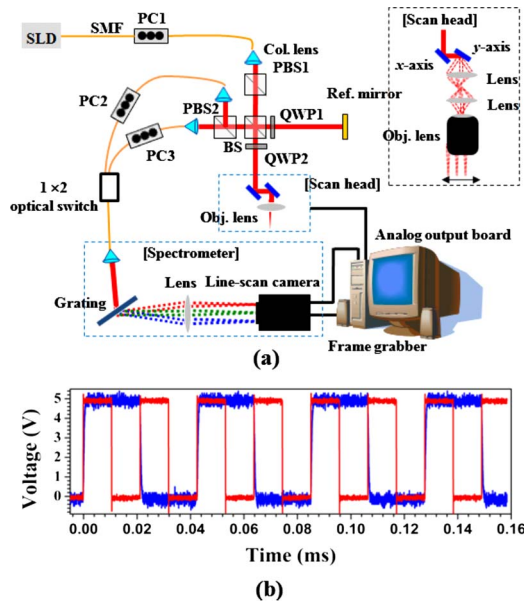 SLD
SMF
PC1
Col. lens
PBS1
PC2
PBS2
QWP1
Ref. mirror
PC3
BS
QWP2
1 ×2
optical switch
[Scan head]
Obj. lens
[Scan head]
y-axis
x-axis
Lens
Lens
Obj. lens
[Spectrometer]
Grating
Lens
Line-scan camera
Analog output board
Frame grabber
(a)
Voltage (V)
5
4
3
2
1
0
0.00 0.02 0.04 0.06 0.08 0.10 0.12 0.14 0.16
Time (ms)
(b)